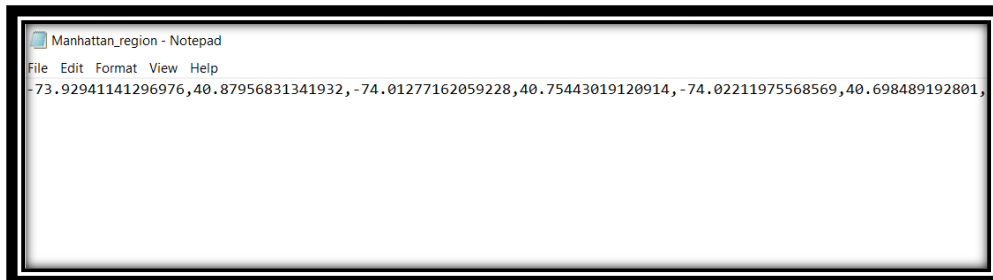 Manhattan_region - Notepad
File Edit Format View Help
-73.92941141296976,40.87956831341932,-74.01277162059228,40.75443019120914,-74.02211975568569,40.698489192801,